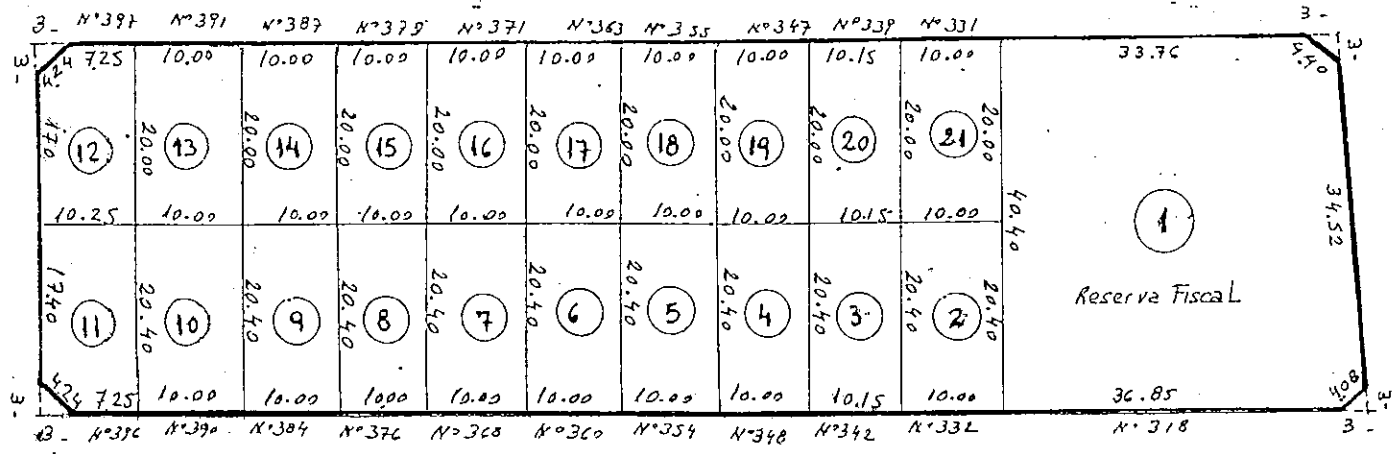 3- N°397 N°391 N°387 N°379 N°371 N°363 N°355 N°347 N°339 N°331 3-
3- 4.24 7.25 10.00 10.00 10.00 10.00 10.00 10.00 10.00 10.15 10.00 33.76 4.40 3-
17.0 12 20.00 13 20.00 14 20.00 15 20.00 16 20.00 17 20.00 18 20.00 19 20.00 20 20.00 21 20.00
10.25 10.00 10.00 10.00 10.00 10.00 10.00 10.00 10.15 10.00 40.40 1 34.52
Reserva Fiscal
17.40 11 20.40 10 20.40 9 20.40 8 20.40 7 20.40 6 20.40 5 20.40 4 20.40 3 20.40 2 20.40
3- 4.24 7.25 10.00 10.00 10.00 10.00 10.00 10.00 10.00 10.15 10.00 36.85 4.08 3-
3- N°396 N°390 N°384 N°376 N°368 N°360 N°354 N°348 N°342 N°332 N°318 3-